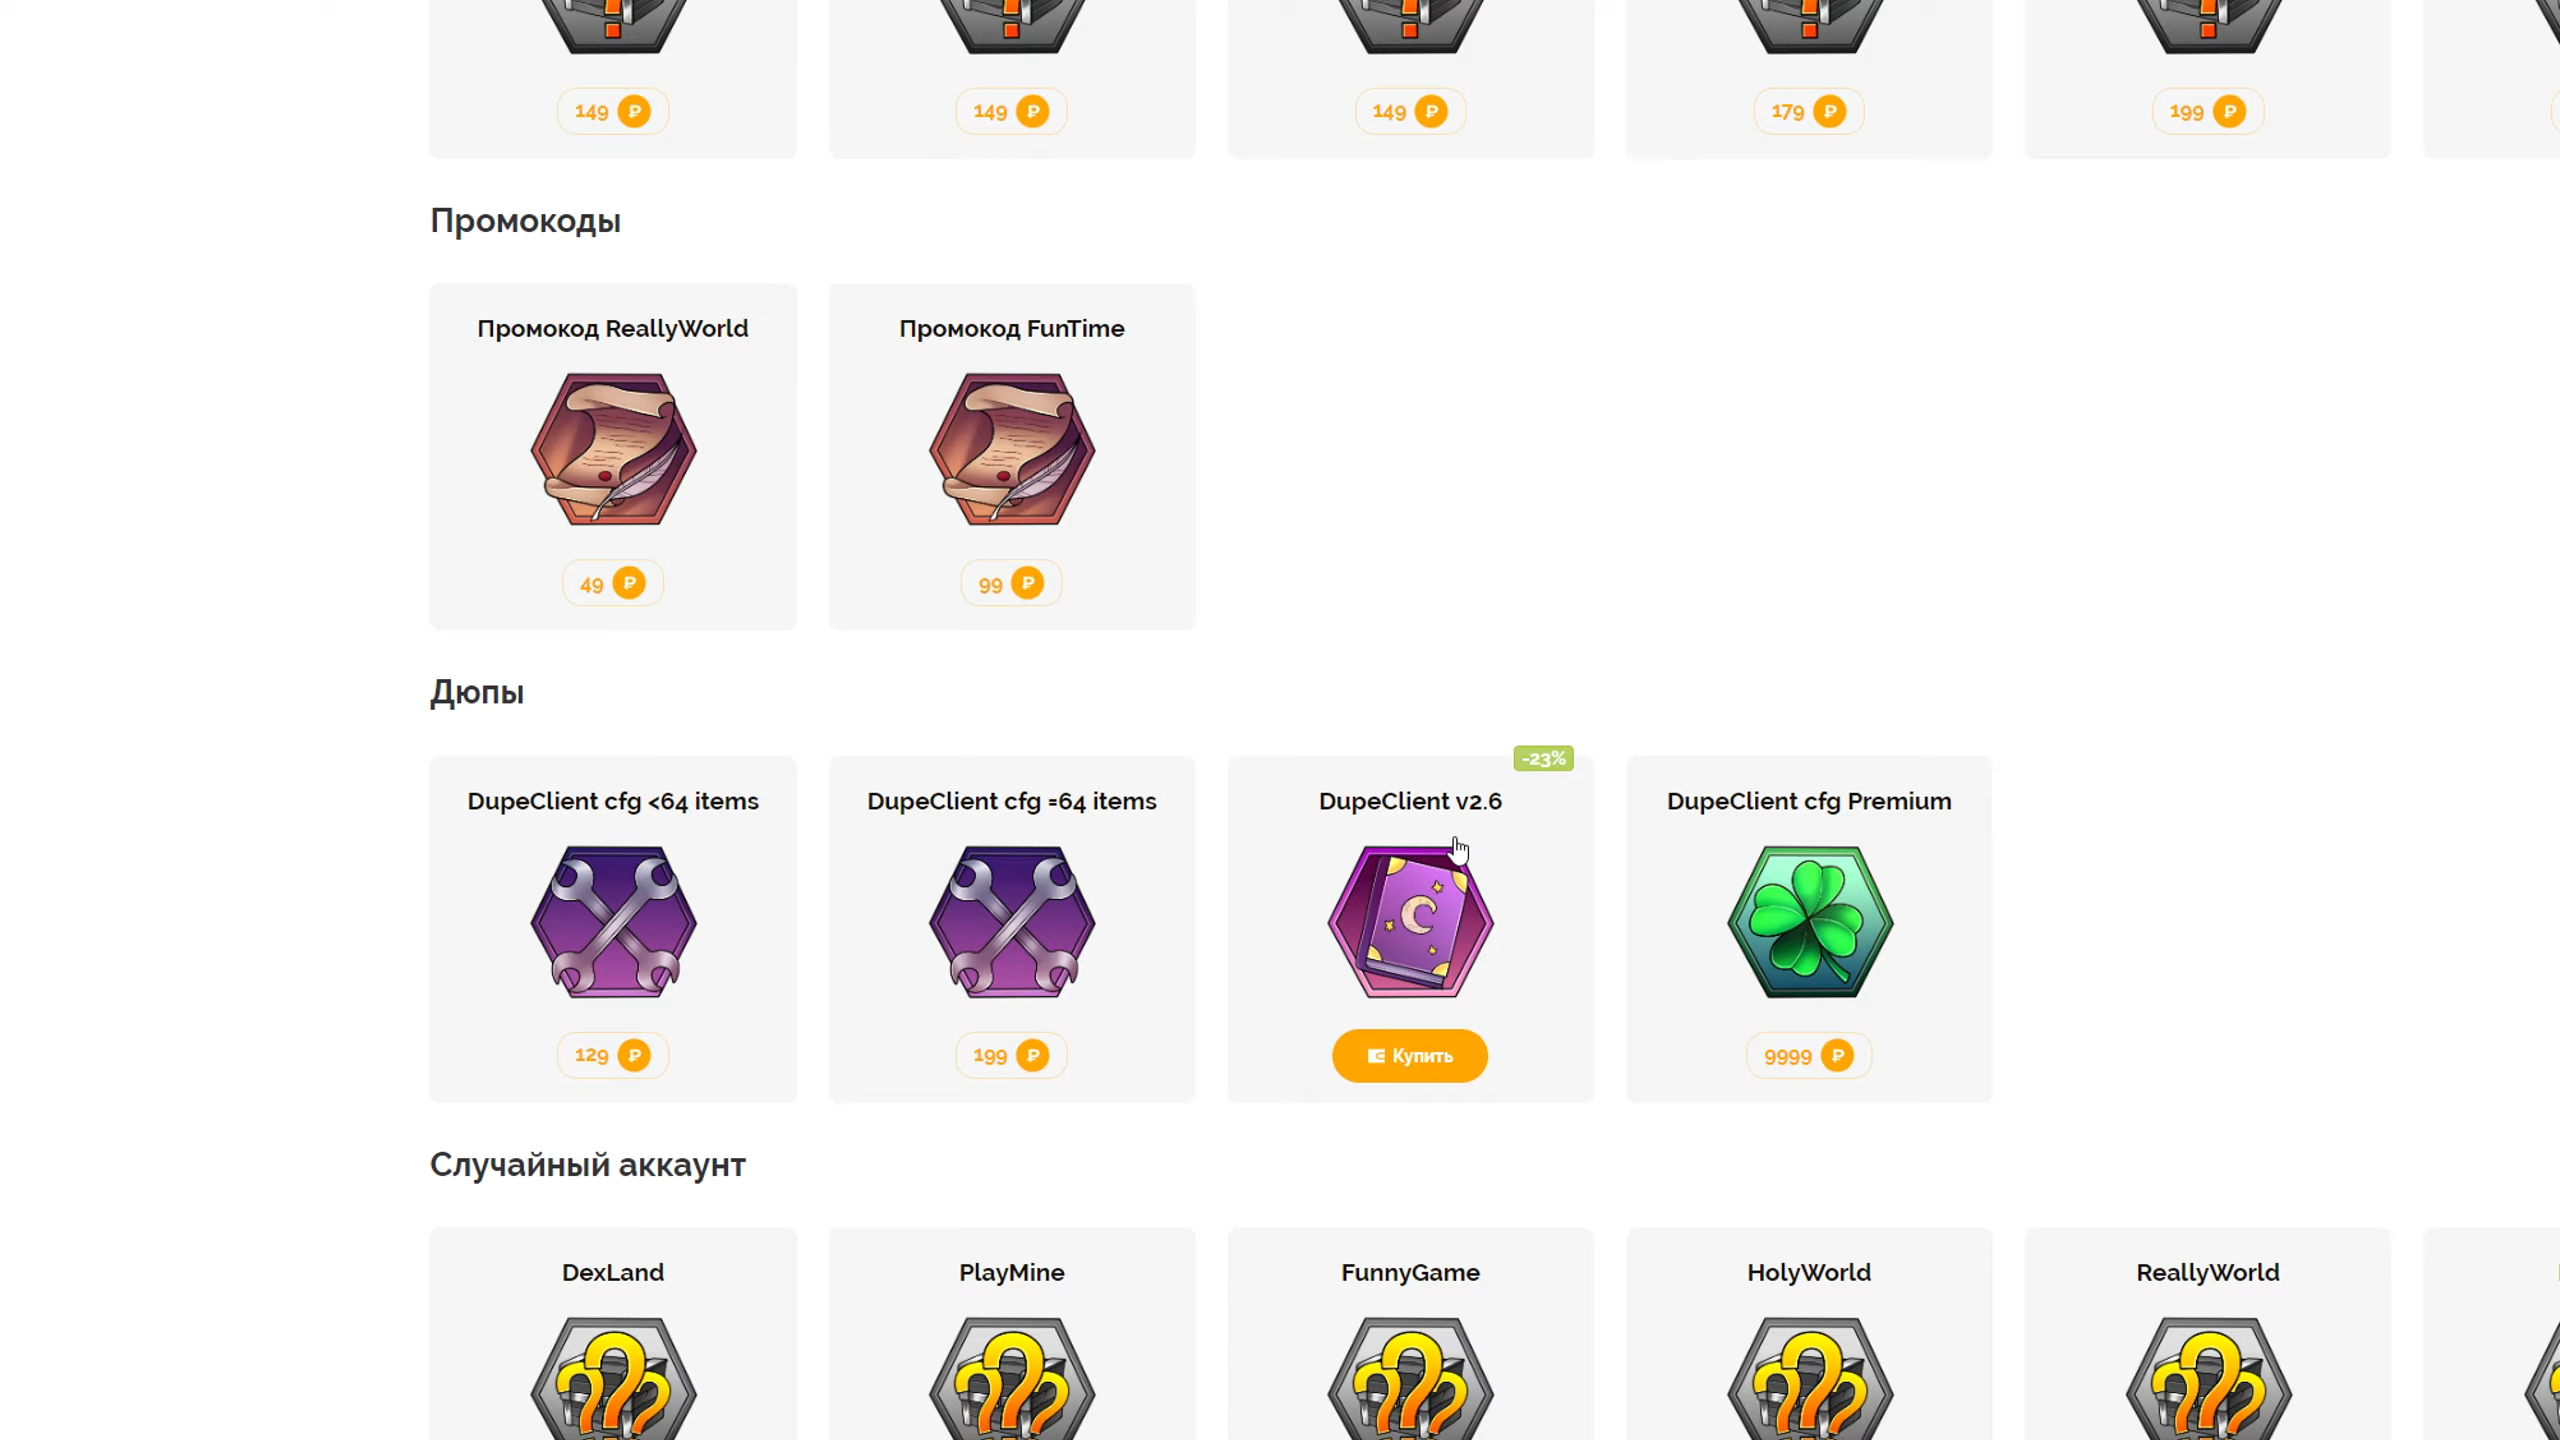 149 ₽
149 ₽
149 ₽
179 ₽
199 ₽
Промокоды
Промокод ReallyWorld
Промокод FunTime
49 ₽
99 ₽
Дюпы
-23%
DupeClient cfg <64 items
DupeClient cfg =64 items
DupeClient v2.6
DupeClient cfg Premium
129 ₽
199 ₽
Купить
9999 ₽
Случайный аккаунт
DexLand
PlayMine
FunnyGame
HolyWorld
ReallyWorld